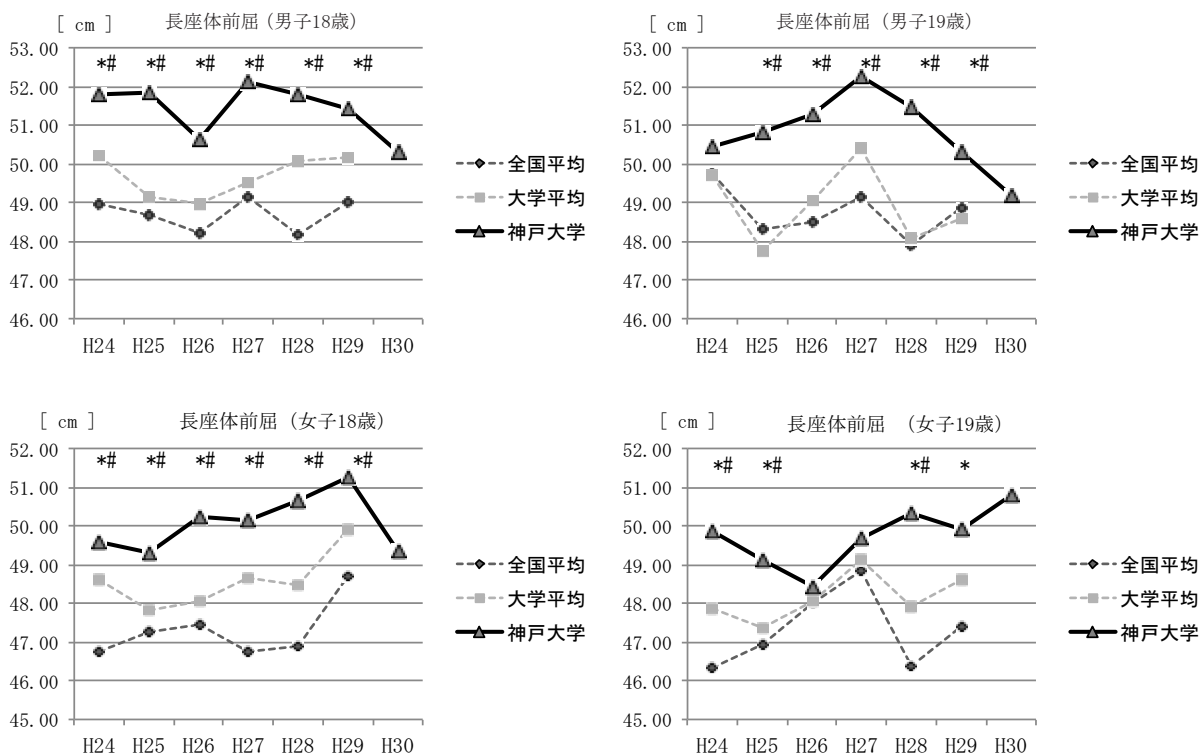 [ cm ] 長座体前屈（男子18歳）
53.00
*# *# *# *# *# *#
52.00
51.00
50.00
49.00
48.00
47.00
46.00
H24 H25 H26 H27 H28 H29 H30
全国平均
大学平均
神戸大学
[ cm ] 長座体前屈（男子19歳）
53.00
*# *# *# *# *#
52.00
51.00
50.00
49.00
48.00
47.00
46.00
H24 H25 H26 H27 H28 H29 H30
全国平均
大学平均
神戸大学
[ cm ] 長座体前屈（女子18歳）
52.00
*# *# *# *# *# *#
51.00
50.00
49.00
48.00
47.00
46.00
45.00
H24 H25 H26 H27 H28 H29 H30
全国平均
大学平均
神戸大学
[ cm ] 長座体前屈 （女子19歳）
52.00
*# *# *# *
51.00
50.00
49.00
48.00
47.00
46.00
45.00
H24 H25 H26 H27 H28 H29 H30
全国平均
大学平均
神戸大学